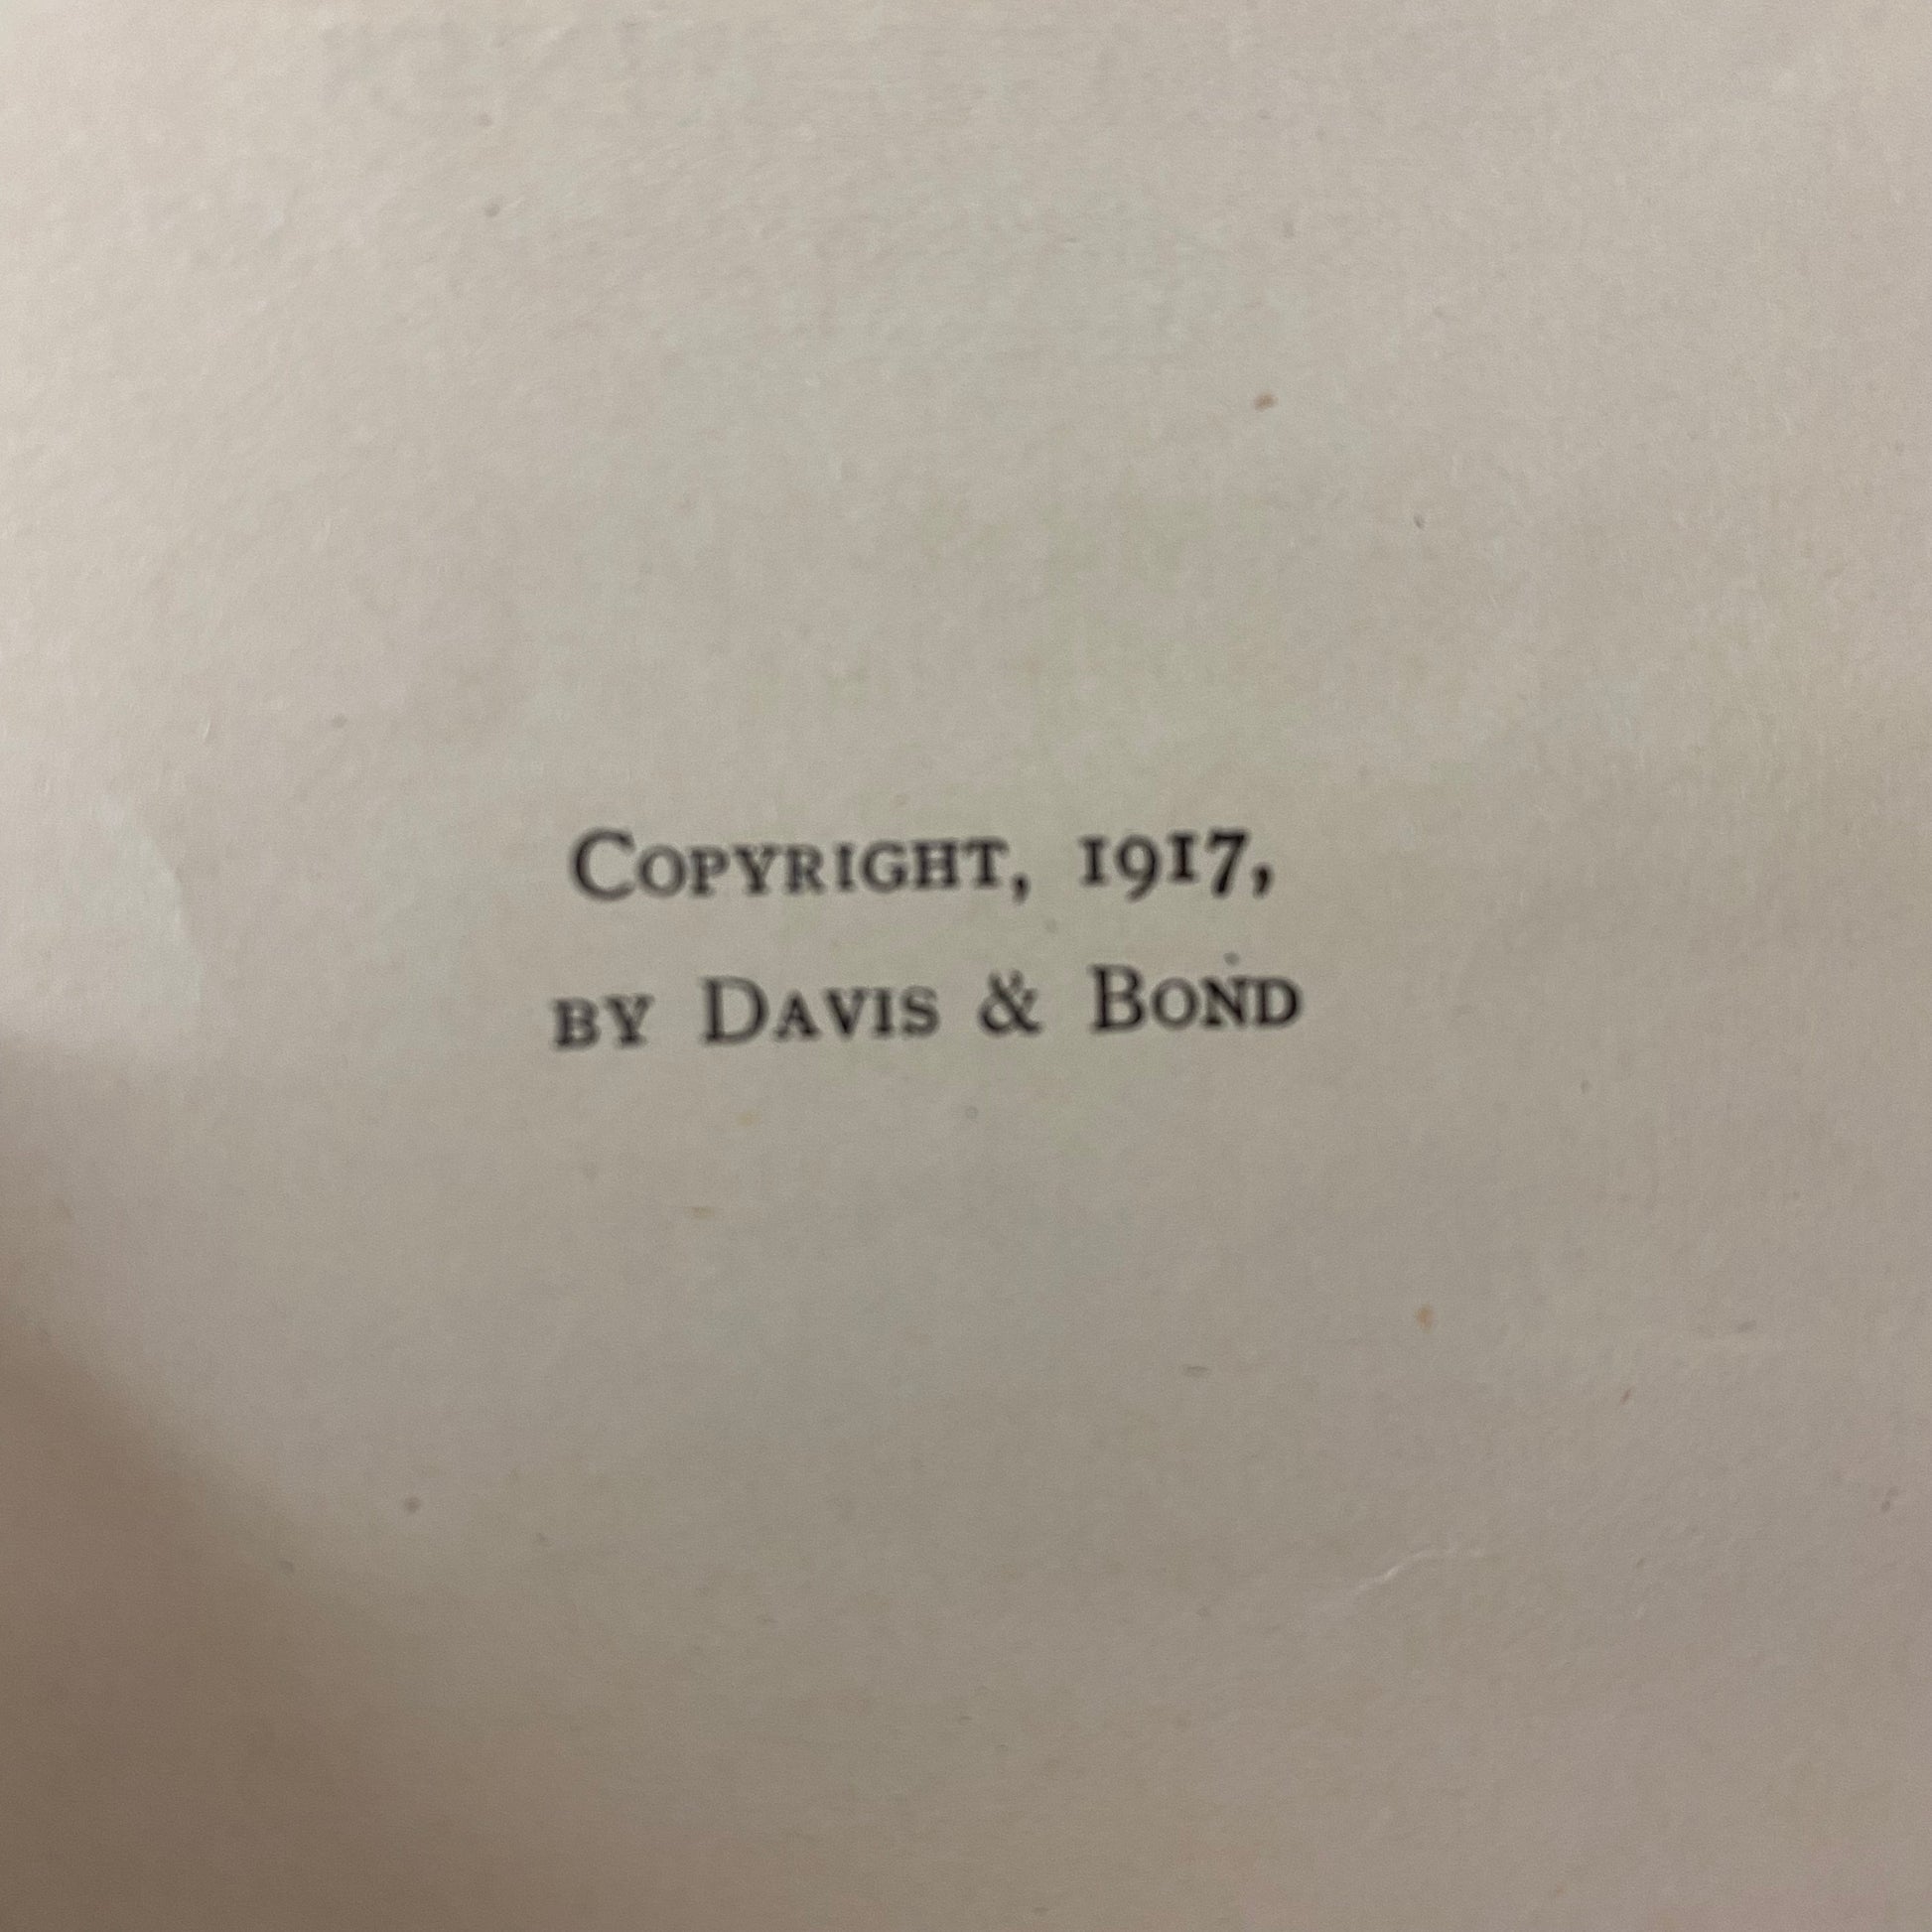 Copyright, 1917,
by Davis & Bond